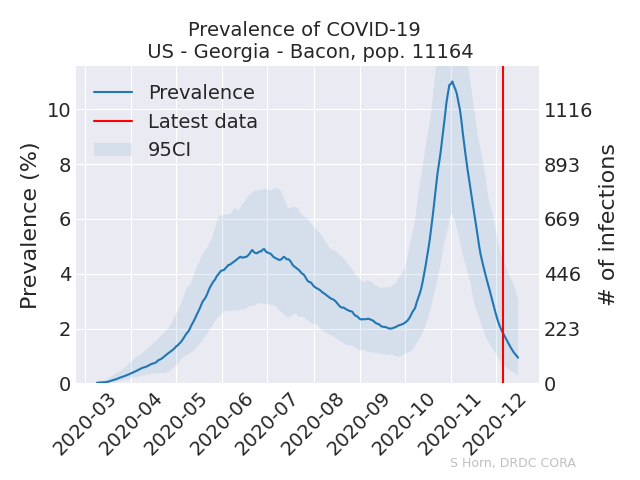 Prevalence of COVID-19
US - Georgia - Bacon, pop. 11164
Prevalence
Latest data
95CI
Prevalence (%)
10
8
6
4
2
0
1116
893
669
446
223
0
# of infections
2020-03
2020-04
2020-05
2020-06
2020-07
2020-08
2020-09
2020-10
2020-11
2020-12
S Horn, DRDC CORA